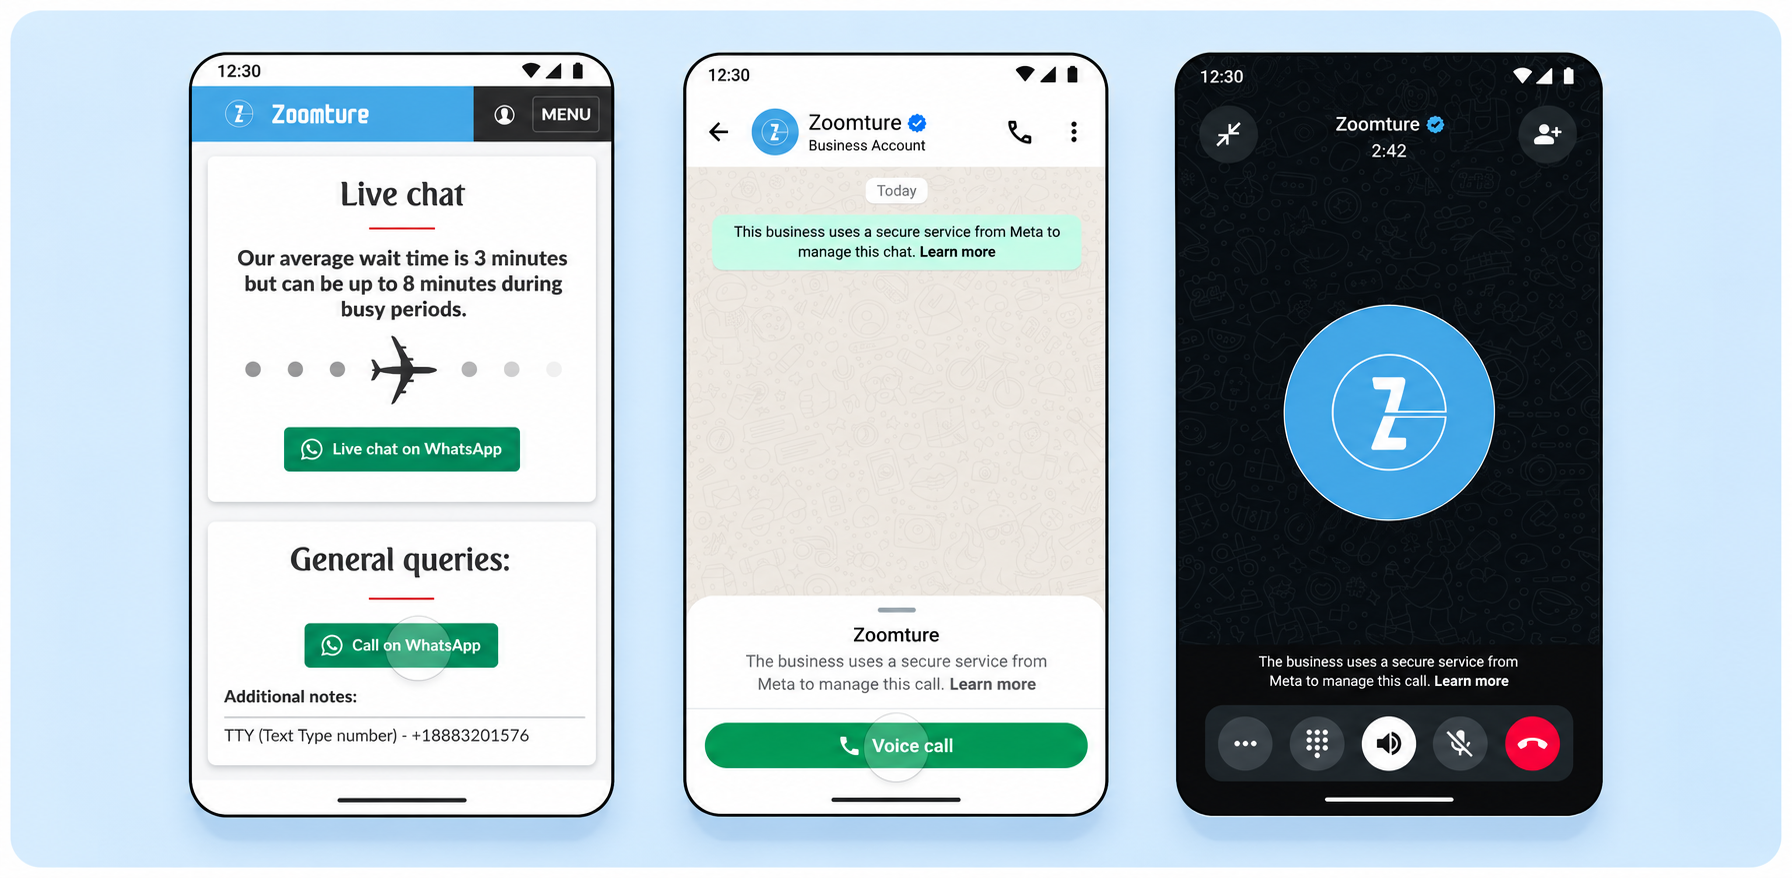 12:30
Zoomture
MENU
Live chat
Our average wait time is 3 minutes
but can be up to 8 minutes during
busy periods.
Live chat on WhatsApp
General queries:
Call on WhatsApp
Additional notes:
TTY (Text Type number) - +18883201576
12:30
Zoomture
Business Account
Today
This business uses a secure service from Meta to
manage this chat. Learn more
Zoomture
The business uses a secure service from
Meta to manage this call. Learn more
Voice call
12:30
Zoomture
2:42
Z
The business uses a secure service from
Meta to manage this call. Learn more